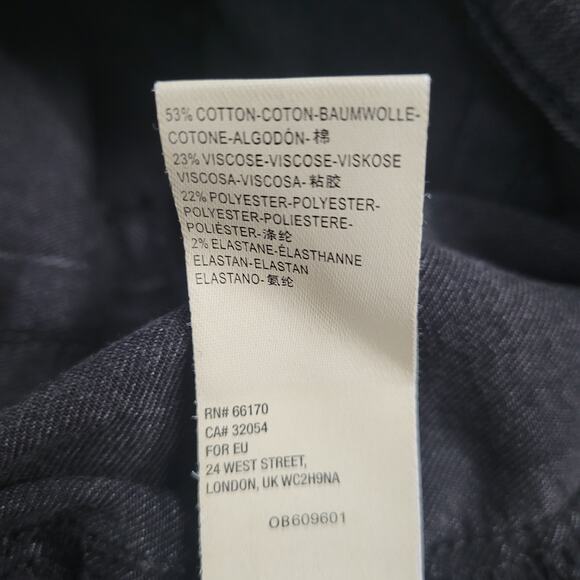 53% COTTON-COTON-BAUMWOLLE-
COTONE-ALGODÓN-棉
23% VISCOSE-VISCOSE-VISKOSE
VISCOSA-VISCOSA-粘胶
22% POLYESTER-POLYESTER-
POLYESTER-POLIESTERE-
POLIÉSTER-涤纶
2% ELASTANE-ÉLASTHANNE
ELASTAN-ELASTAN
ELASTANO-氨纶
RN# 66170
CA# 32054
FOR EU
24 WEST STREET,
LONDON, UK WC2H9NA
OB609601